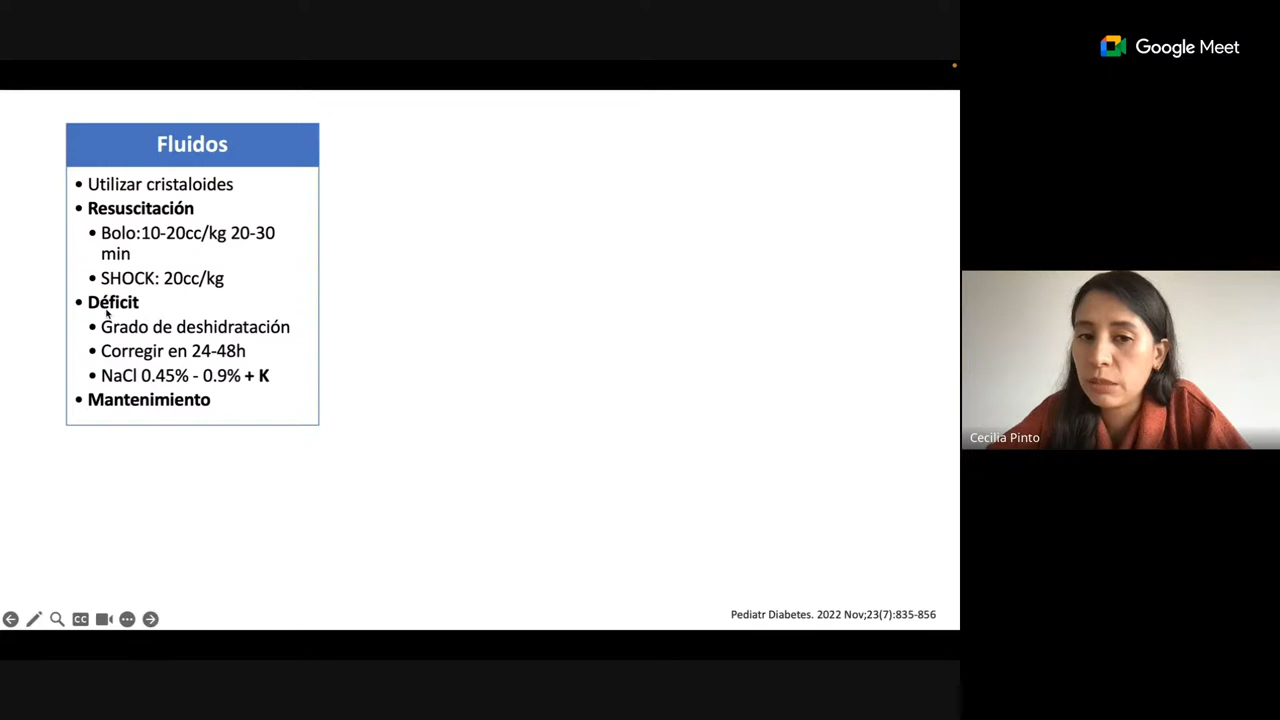 Google Meet
Fluidos
• Utilizar cristaloides
• Resuscitación
• Bolo:10-20cc/kg 20-30
min
• SHOCK: 20cc/kg
• Déficit
• Grado de deshidratación
• Corregir en 24-48h
• NaCl 0.45% - 0.9% + K
• Mantenimiento
Cecilia Pinto
Pediatr Diabetes. 2022 Nov;23(7):835-856
CC